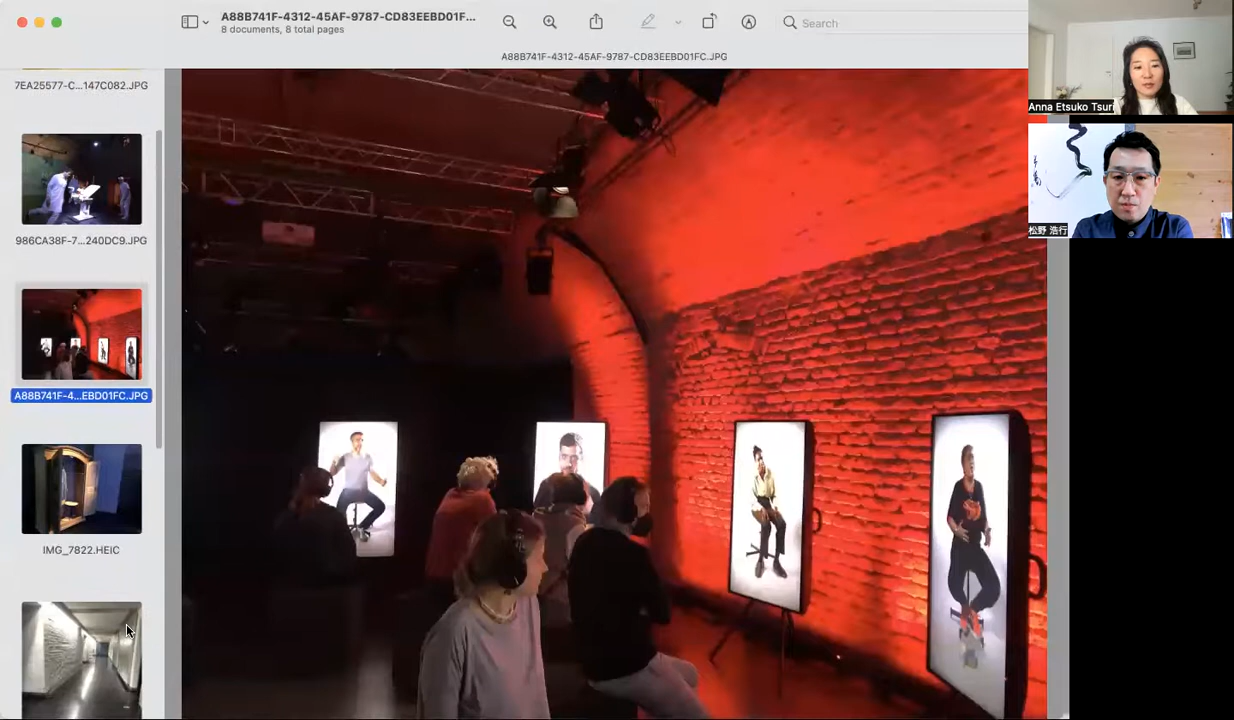 A88B741F-4312-45AF-9787-CD83EEBD01F...
8 documents, 8 total pages
Search
A88B741F-4312-45AF-9787-CD83EEBD01FC.JPG
7EA25577-C...147C082.JPG
986CA38F-7...240DC9.JPG
A88B741F-4...EBD01FC.JPG
IMG_7822.HEIC
Anna Etsuko Tsuri
松野 浩行